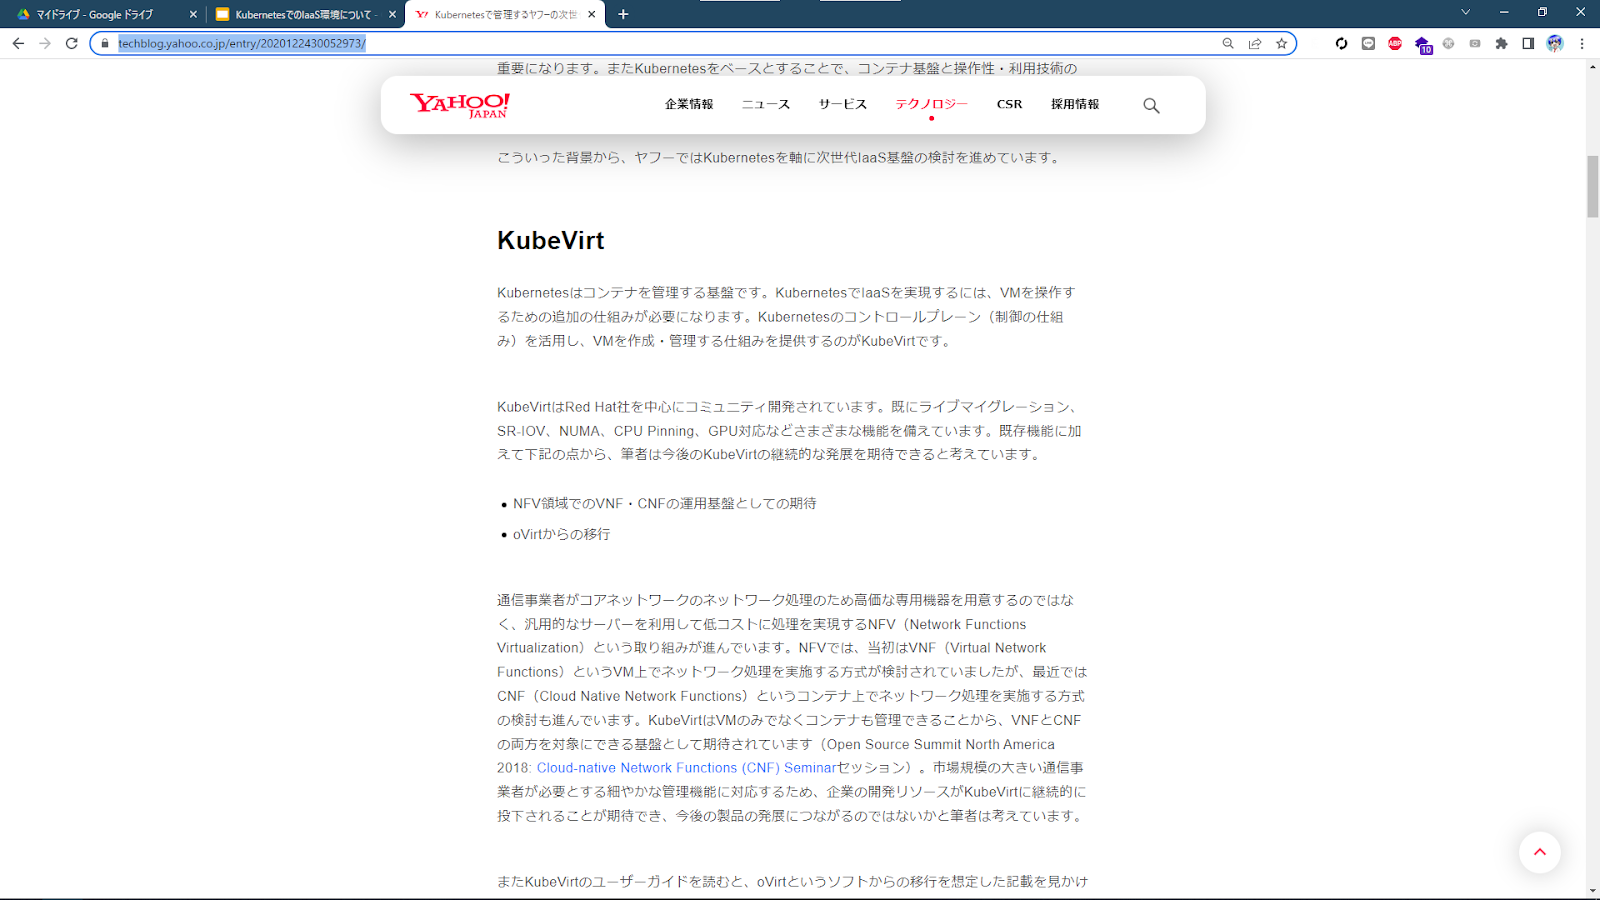 マイドライブ - Google ドライブ
KubernetesでのIaaS環境について -
Kubernetesで管理するヤフーの次世
techblog.yahoo.co.jp/entry/2020122430052973/
ABP
10
重要になります。またKubernetesをベースとすることで、コンテナ基盤と操作性・利用技術の
YAHOO!
JAPAN
企業情報
ニュース
サービス
テクノロジー
CSR
採用情報
こういった背景から、ヤフーではKubernetesを軸に次世代IaaS基盤の検討を進めています。
KubeVirt
Kubernetesはコンテナを管理する基盤です。KubernetesでIaaSを実現するには、VMを操作す
るための追加の仕組みが必要になります。Kubernetesのコントロールプレーン（制御の仕組
み）を活用し、VMを作成・管理する仕組みを提供するのがKubeVirtです。
KubeVirtはRed Hat社を中心にコミュニティ開発されています。既にライブマイグレーション、
SR-IOV、NUMA、CPU Pinning、GPU対応などさまざまな機能を備えています。既存機能に加
えて下記の点から、筆者は今後のKubeVirtの継続的な発展を期待できると考えています。
• NFV領域でのVNF・CNFの運用基盤としての期待
• oVirtからの移行
通信事業者がコアネットワークのネットワーク処理のため高価な専用機器を用意するのではな
く、汎用的なサーバーを利用して低コストに処理を実現するNFV（Network Functions
Virtualization）という取り組みが進んでいます。NFVでは、当初はVNF（Virtual Network
Functions）というVM上でネットワーク処理を実施する方式が検討されていましたが、最近では
CNF（Cloud Native Network Functions）というコンテナ上でネットワーク処理を実施する方式
の検討も進んでいます。KubeVirtはVMのみでなくコンテナも管理できることから、VNFとCNF
の両方を対象にできる基盤として期待されています（Open Source Summit North America
2018: Cloud-native Network Functions (CNF) Seminarセッション）。市場規模の大きい通信事
業者が必要とする細やかな管理機能に対応するため、企業の開発リソースがKubeVirtに継続的に
投下されることが期待でき、今後の製品の発展につながるのではないかと筆者は考えています。
またKubeVirtのユーザーガイドを読むと、oVirtというソフトからの移行を想定した記載を見かけ